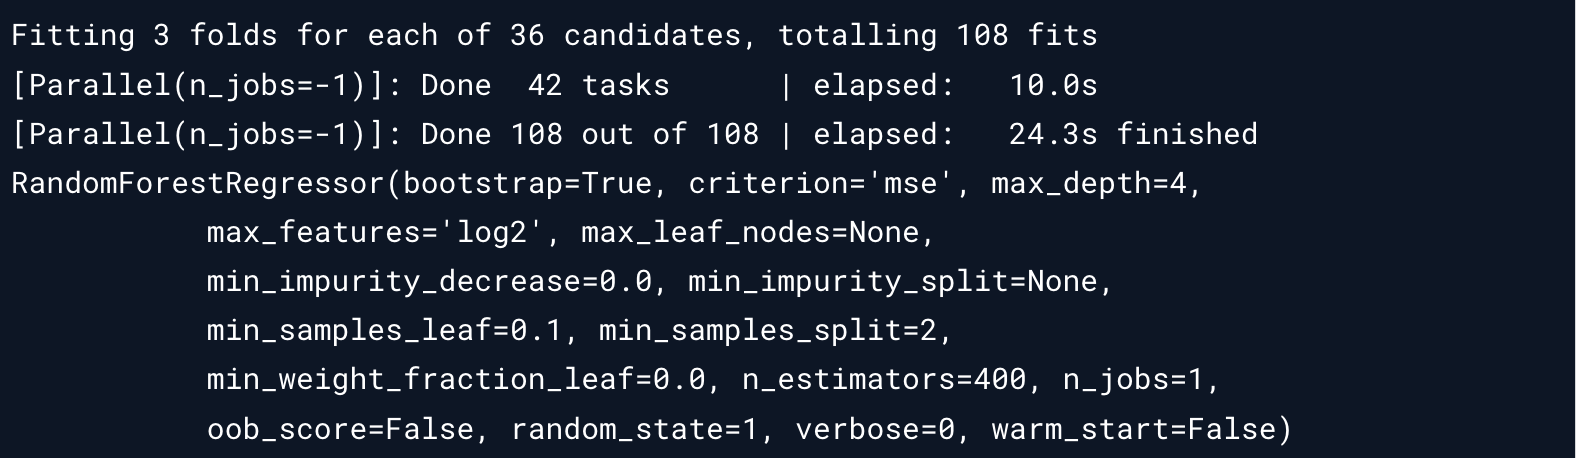 Fitting 3 folds for each of 36 candidates, totalling 108 fits
[Parallel(n_jobs=-1)]: Done  42 tasks      | elapsed:   10.0s
[Parallel(n_jobs=-1)]: Done 108 out of 108 | elapsed:   24.3s finished
RandomForestRegressor(bootstrap=True, criterion='mse', max_depth=4,
           max_features='log2', max_leaf_nodes=None,
           min_impurity_decrease=0.0, min_impurity_split=None,
           min_samples_leaf=0.1, min_samples_split=2,
           min_weight_fraction_leaf=0.0, n_estimators=400, n_jobs=1,
           oob_score=False, random_state=1, verbose=0, warm_start=False)